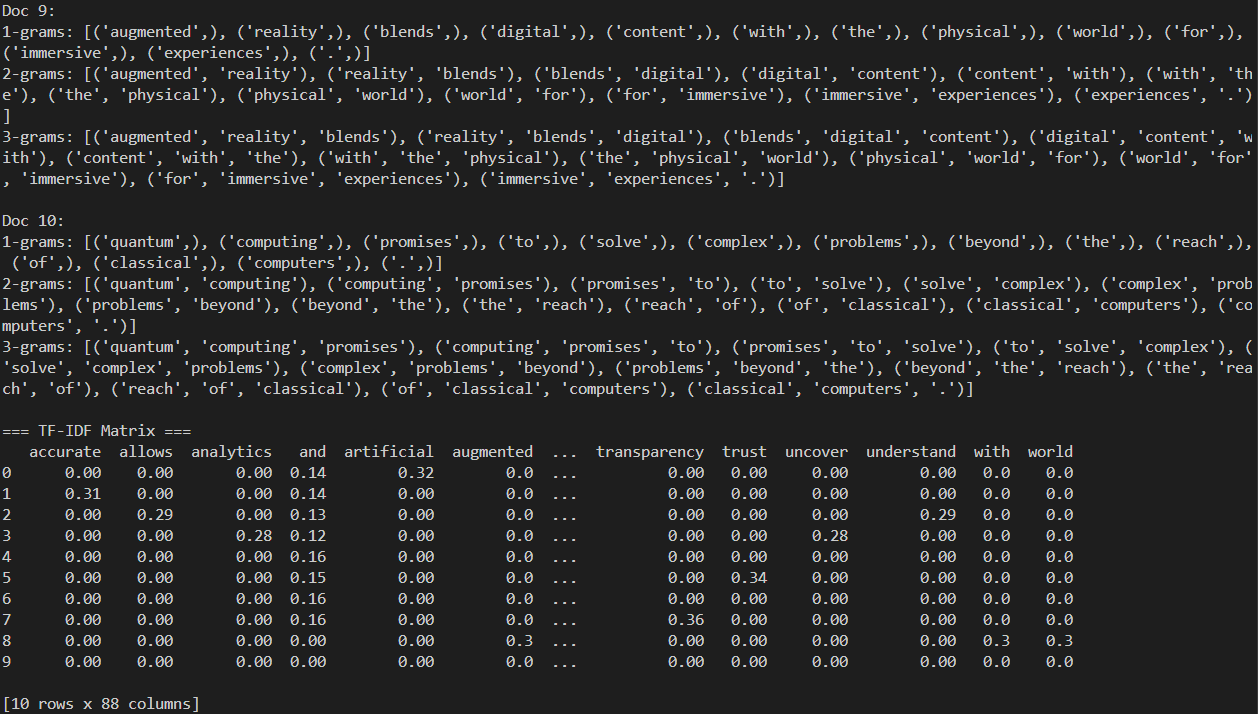 Doc 9:
1-grams: [('augmented',), ('reality',), ('blends',), ('digital',), ('content',), ('with',), ('the',), ('physical',), ('world',), ('for',),
('immersive',), ('experiences',), ('.',)]
2-grams: [('augmented', 'reality'), ('reality', 'blends'), ('blends', 'digital'), ('digital', 'content'), ('content', 'with'), ('with', 'th
e'), ('the', 'physical'), ('physical', 'world'), ('world', 'for'), ('for', 'immersive'), ('immersive', 'experiences'), ('experiences', '.')
]
3-grams: [('augmented', 'reality', 'blends'), ('reality', 'blends', 'digital'), ('blends', 'digital', 'content'), ('digital', 'content', 'w
ith'), ('content', 'with', 'the'), ('with', 'the', 'physical'), ('the', 'physical', 'world'), ('physical', 'world', 'for'), ('world', 'for'
, 'immersive'), ('for', 'immersive', 'experiences'), ('immersive', 'experiences', '.')]

Doc 10:
1-grams: [('quantum',), ('computing',), ('promises',), ('to',), ('solve',), ('complex',), ('problems',), ('beyond',), ('the',), ('reach',),
 ('of',), ('classical',), ('computers',), ('.',)]
2-grams: [('quantum', 'computing'), ('computing', 'promises'), ('promises', 'to'), ('to', 'solve'), ('solve', 'complex'), ('complex', 'prob
lems'), ('problems', 'beyond'), ('beyond', 'the'), ('the', 'reach'), ('reach', 'of'), ('of', 'classical'), ('classical', 'computers'), ('co
mputers', '.')]
3-grams: [('quantum', 'computing', 'promises'), ('computing', 'promises', 'to'), ('promises', 'to', 'solve'), ('to', 'solve', 'complex'), (
'solve', 'complex', 'problems'), ('complex', 'problems', 'beyond'), ('problems', 'beyond', 'the'), ('beyond', 'the', 'reach'), ('the', 'rea
ch', 'of'), ('reach', 'of', 'classical'), ('of', 'classical', 'computers'), ('classical', 'computers', '.')]

=== TF-IDF Matrix ===
   accurate  allows  analytics   and  artificial  augmented  ...  transparency  trust  uncover  understand  with  world
0      0.00    0.00       0.00  0.14        0.32        0.0  ...          0.00   0.00     0.00        0.00   0.0    0.0
1      0.31    0.00       0.00  0.14        0.00        0.0  ...          0.00   0.00     0.00        0.00   0.0    0.0
2      0.00    0.29       0.00  0.13        0.00        0.0  ...          0.00   0.00     0.00        0.29   0.0    0.0
3      0.00    0.00       0.28  0.12        0.00        0.0  ...          0.00   0.00     0.28        0.00   0.0    0.0
4      0.00    0.00       0.00  0.16        0.00        0.0  ...          0.00   0.00     0.00        0.00   0.0    0.0
5      0.00    0.00       0.00  0.15        0.00        0.0  ...          0.00   0.34     0.00        0.00   0.0    0.0
6      0.00    0.00       0.00  0.16        0.00        0.0  ...          0.00   0.00     0.00        0.00   0.0    0.0
7      0.00    0.00       0.00  0.16        0.00        0.0  ...          0.36   0.00     0.00        0.00   0.0    0.0
8      0.00    0.00       0.00  0.00        0.00        0.3  ...          0.00   0.00     0.00        0.00   0.3    0.3
9      0.00    0.00       0.00  0.00        0.00        0.0  ...          0.00   0.00     0.00        0.00   0.0    0.0

[10 rows x 88 columns]